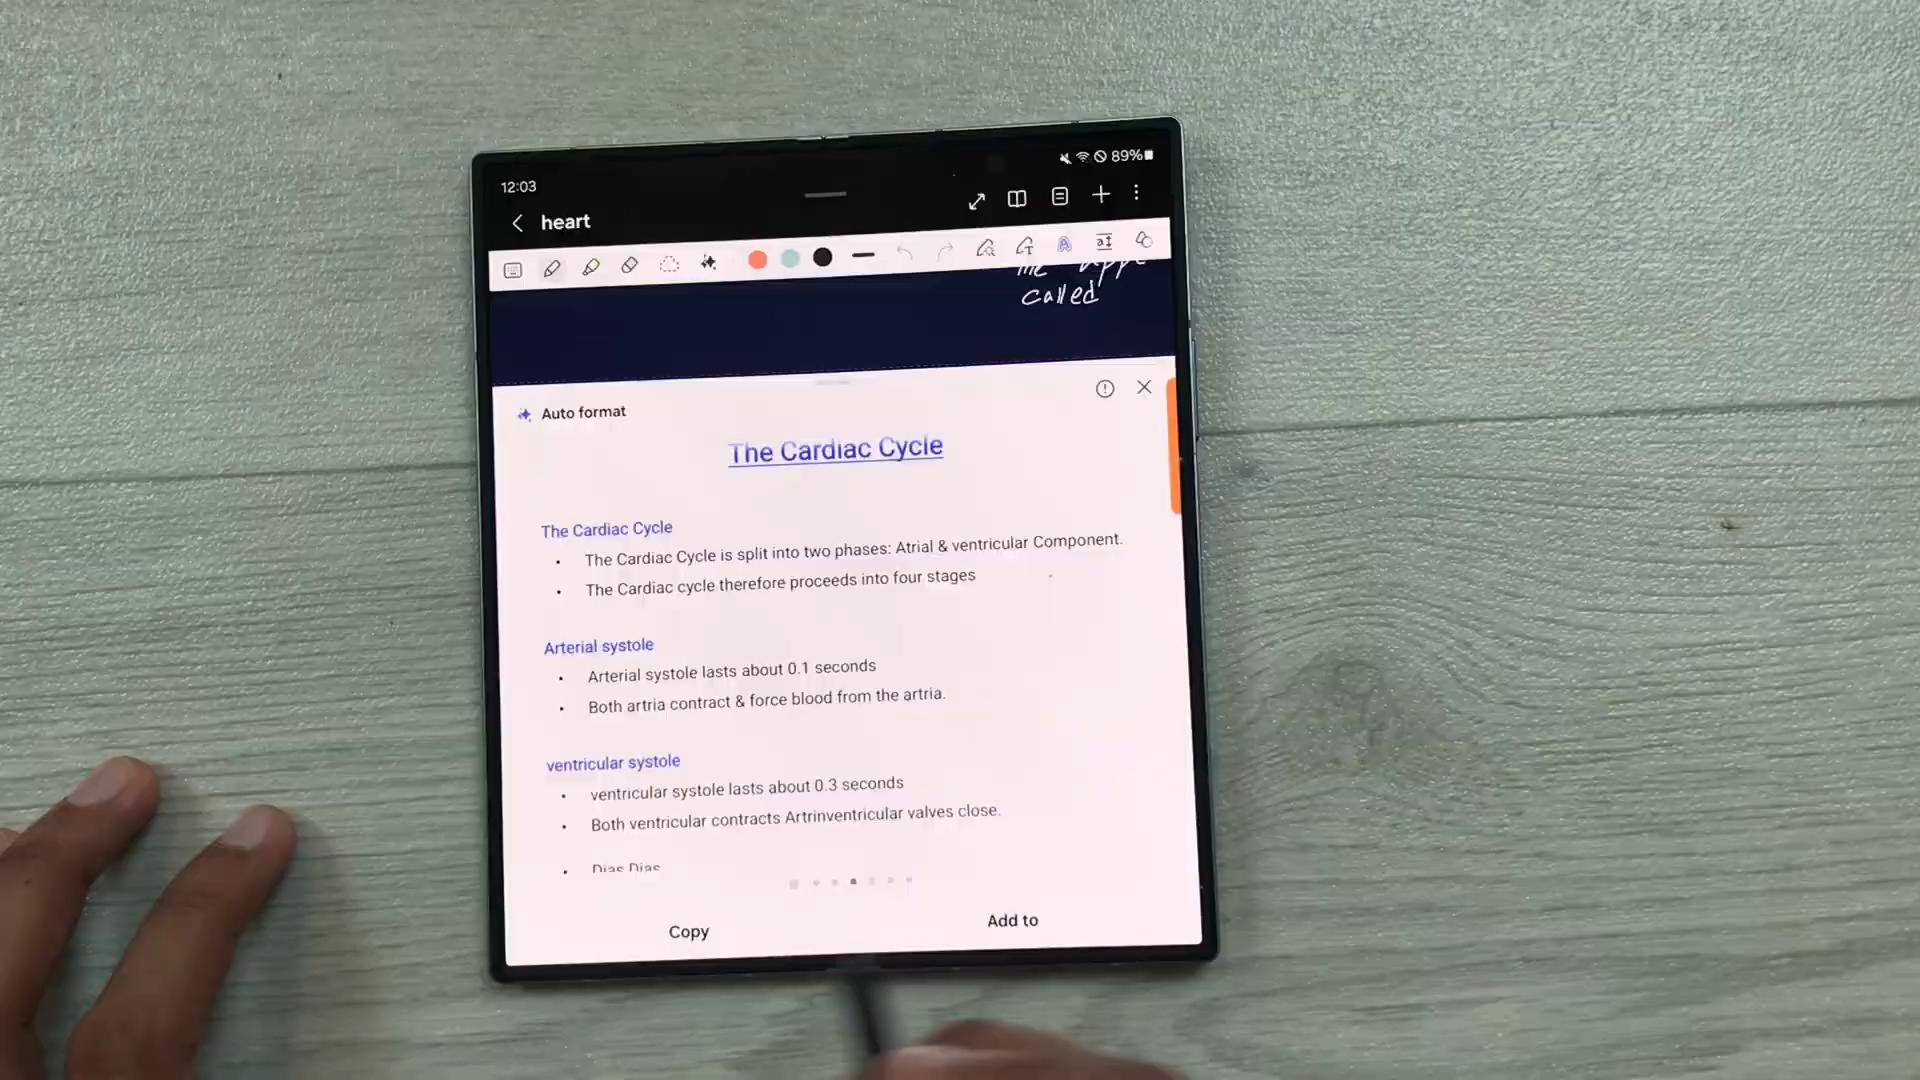 12:03
89%
heart
called
Auto format
The Cardiac Cycle
The Cardiac Cycle
• The Cardiac Cycle is split into two phases: Atrial & ventricular Component.
• The Cardiac cycle therefore proceeds into four stages
Arterial systole
• Arterial systole lasts about 0.1 seconds
• Both artria contract & force blood from the artria.
ventricular systole
• ventricular systole lasts about 0.3 seconds
• Both ventricular contracts Artrinventricular valves close.
• Dias Dias
Copy
Add to